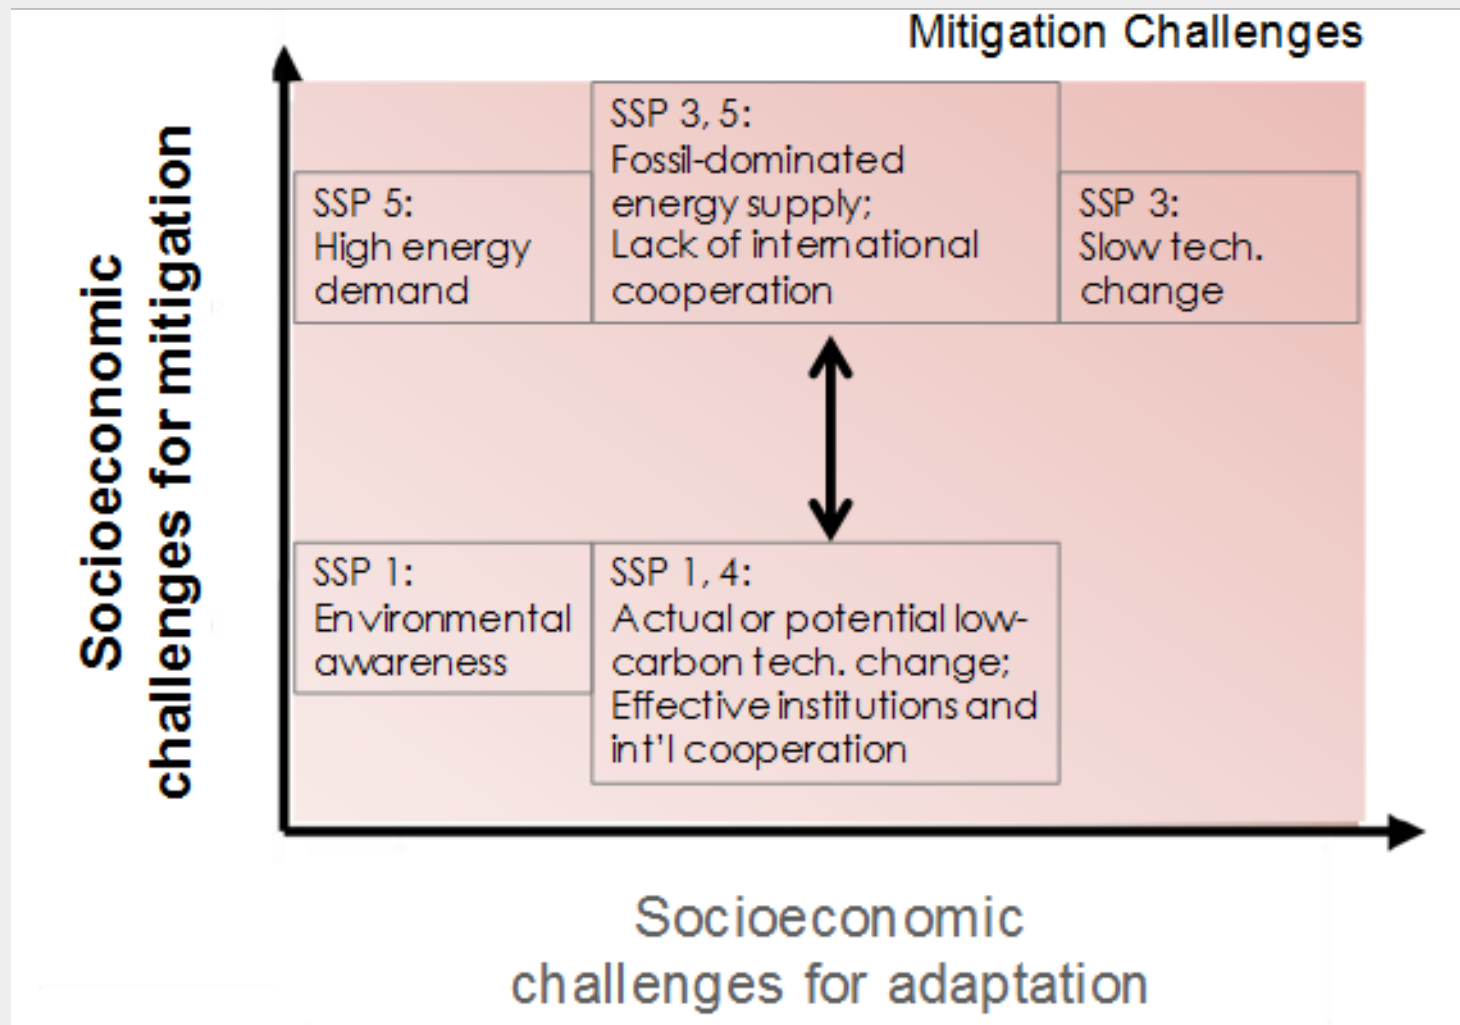 Mitigation Challenges
Socioeconomic
challenges for mitigation
SSP 5:
High energy
demand
SSP 3, 5:
Fossil-dominated
energy supply;
Lack of international
cooperation
SSP 3:
Slow tech.
change
SSP 1:
Environmental
awareness
SSP 1, 4:
Actual or potential low-
carbon tech. change;
Effective institutions and
int'l cooperation
Socioeconomic
challenges for adaptation